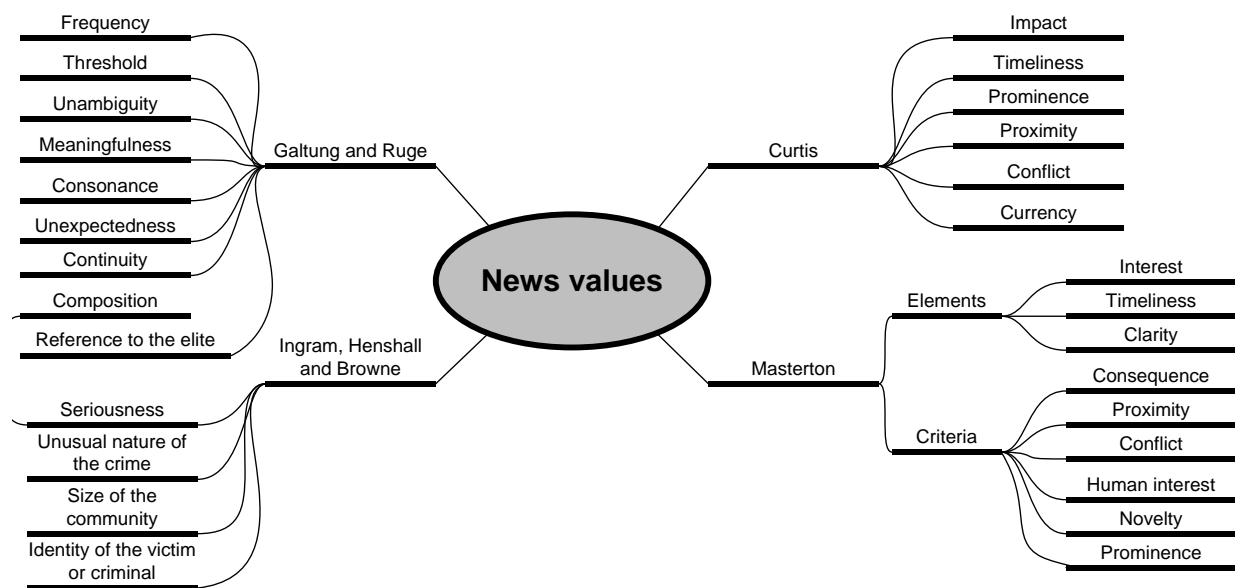 News values
Galtung and Ruge
Frequency
Threshold
Unambiguity
Meaningfulness
Consonance
Unexpectedness
Continuity
Composition
Reference to the elite
Ingram, Henshall
and Browne
Seriousness
Unusual nature of
the crime
Size of the
community
Identity of the victim
or criminal
Curtis
Impact
Timeliness
Prominence
Proximity
Conflict
Currency
Masterton
Elements
Interest
Timeliness
Clarity
Criteria
Consequence
Proximity
Conflict
Human interest
Novelty
Prominence